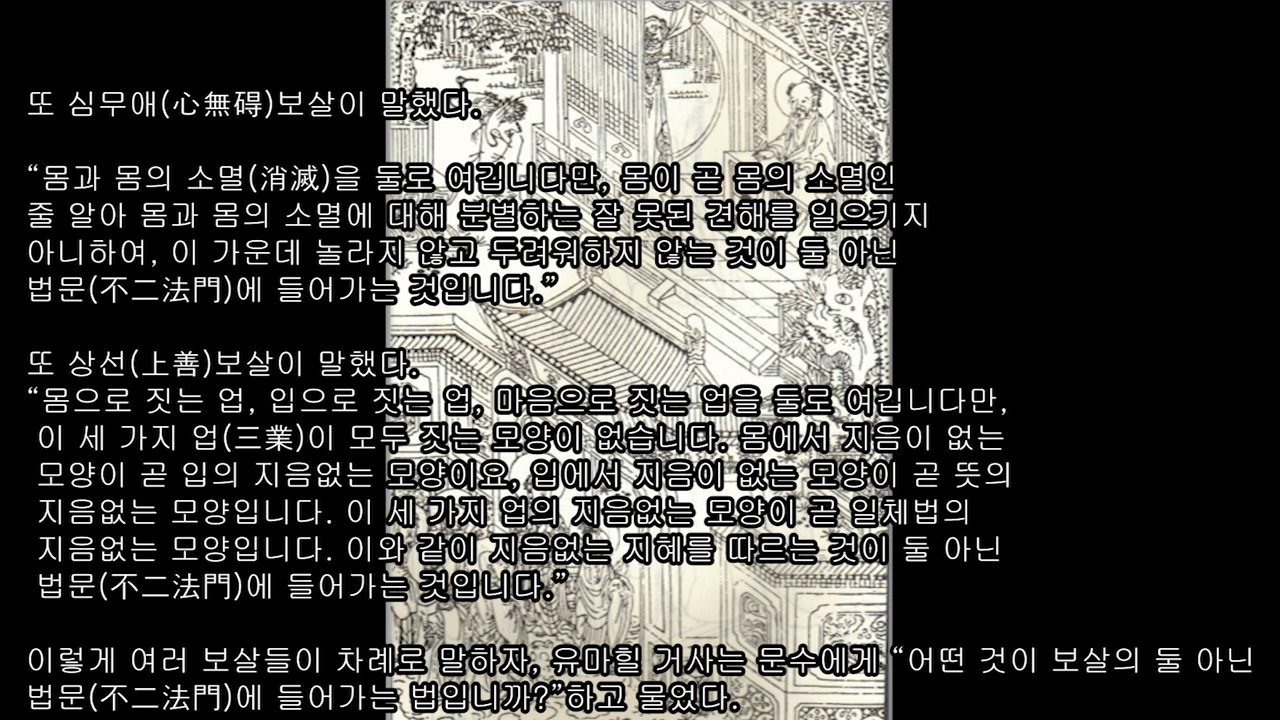 또 심무애(心無碍)보살이 말했다.
“몸과 몸의 소멸(消滅)을 둘로 여깁니다만, 몸이 곧 몸의 소멸인
줄 알아 몸과 몸의 소멸에 대해 분별하는 잘 못된 견해를 일으키지
아니하여, 이 가운데 놀라지 않고 두려워하지 않는 것이 둘 아닌
법문(不二法門)에 들어가는 것입니다.”
또 상선(上善)보살이 말했다.
“몸으로 짓는 업, 입으로 짓는 업, 마음으로 짓는 업을 둘로 여깁니다만,
이 세 가지 업(三業)이 모두 짓는 모양이 없습니다. 몸에서 지음이 없는
모양이 곧 입의 지음없는 모양이요, 입에서 지음이 없는 모양이 곧 뜻의
지음없는 모양입니다. 이 세 가지 업의 지음없는 모양이 곧 일체법의
지음없는 모양입니다. 이와 같이 지음없는 지혜를 따르는 것이 둘 아닌
법문(不二法門)에 들어가는 것입니다.”
이렇게 여러 보살들이 차례로 말하자, 유마힐 거사는 문수에게 “어떤 것이 보살의 둘 아닌
법문(不二法門)에 들어가는 법입니까?”하고 물었다.